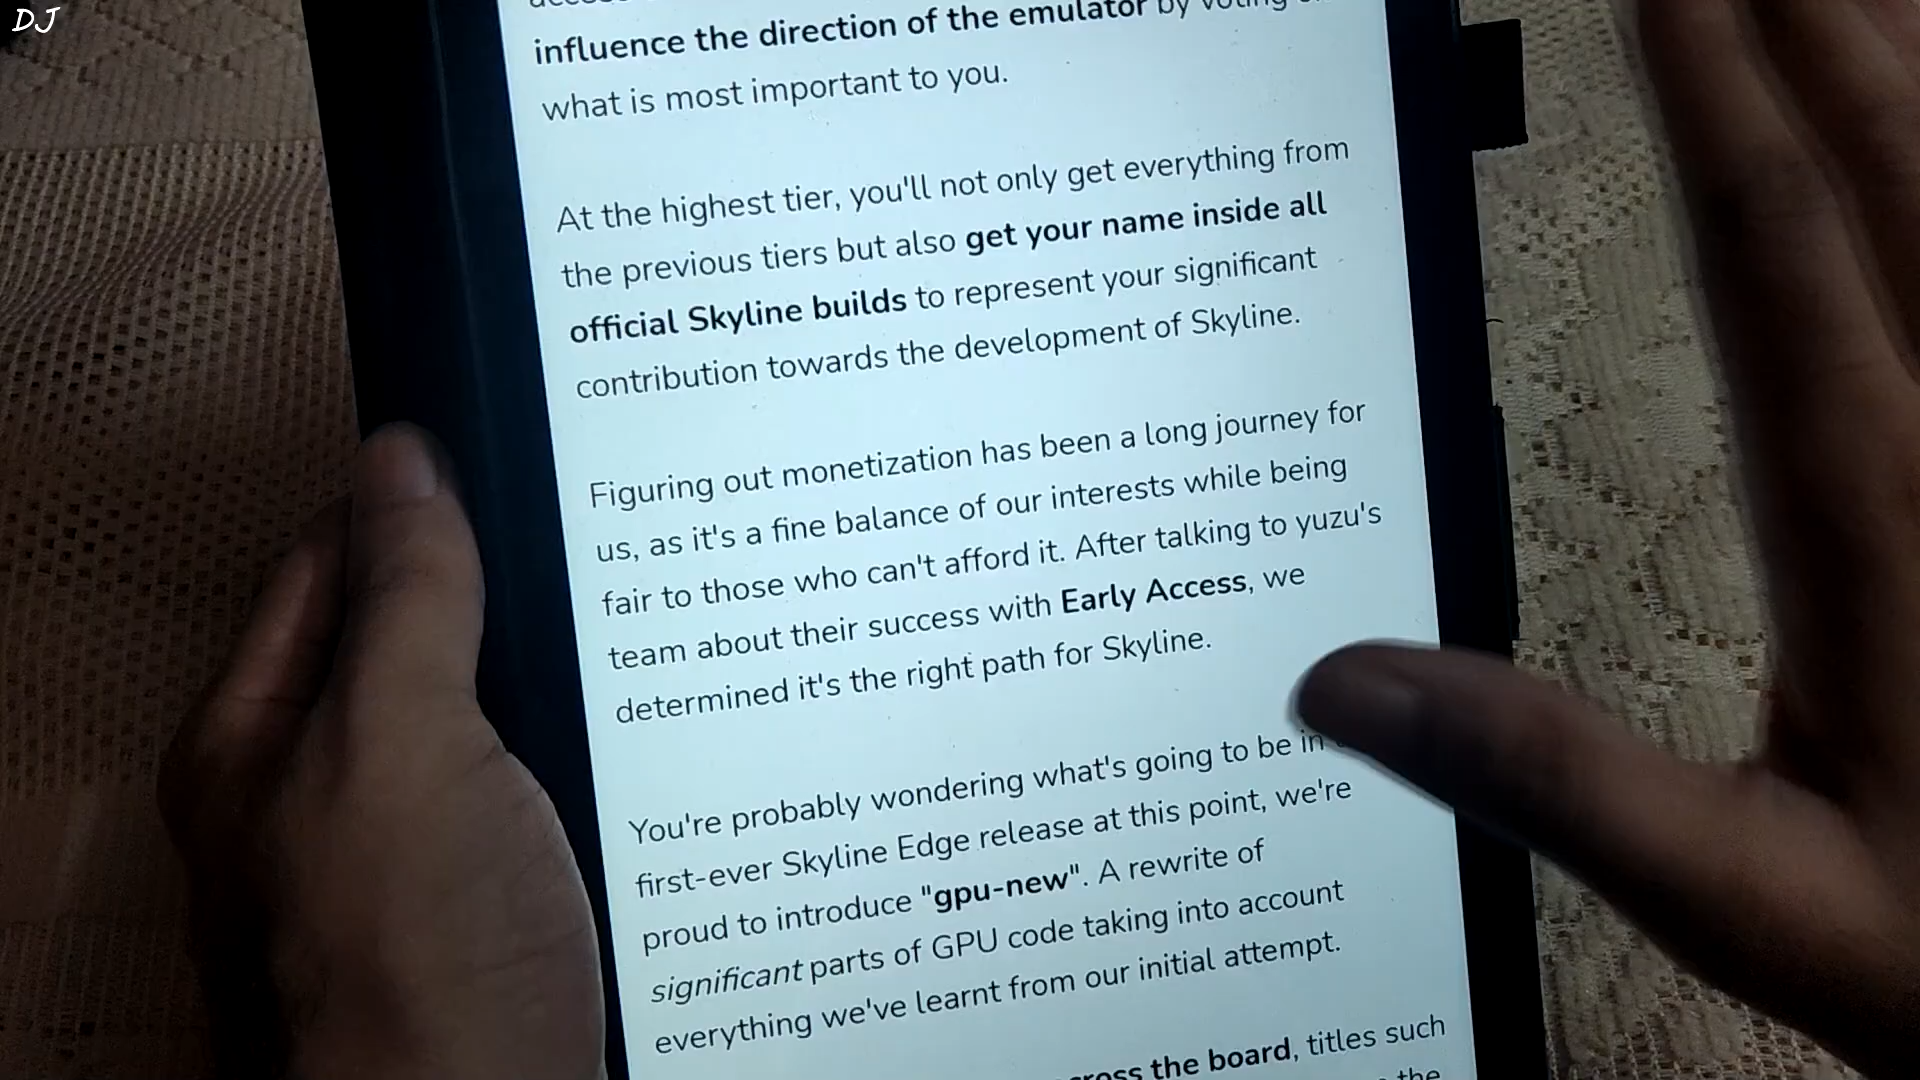 DJ
influence the direction of the emulator by voting
what is most important to you.
At the highest tier, you'll not only get everything from
the previous tiers but also get your name inside all
official Skyline builds to represent your significant
contribution towards the development of Skyline.
Figuring out monetization has been a long journey for
us, as it's a fine balance of our interests while being
fair to those who can't afford it. After talking to yuzu's
team about their success with Early Access, we
determined it's the right path for Skyline.
You're probably wondering what's going to be in
first-ever Skyline Edge release at this point, we're
proud to introduce "gpu-new". A rewrite of
significant parts of GPU code taking into account
everything we've learnt from our initial attempt.
the board, titles such
the